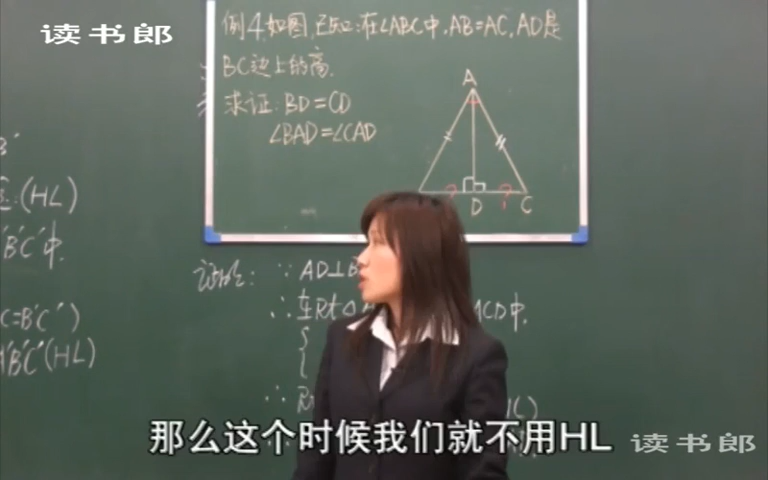 读书郎
例4 如图,已知:在∠ABC中,AB=AC,AD是
BC边上的高.
求证: BD=CD
∠BAD=∠CAD
A
D
C
B"
(HL)
'B'C'中.
C=B'C")
A'B'C'(HL)
证明: ∵ AD⊥B
∴在Rt△A
ACD中.
∴ R
HL)
那么这个时候我们就不用HL
读书郎